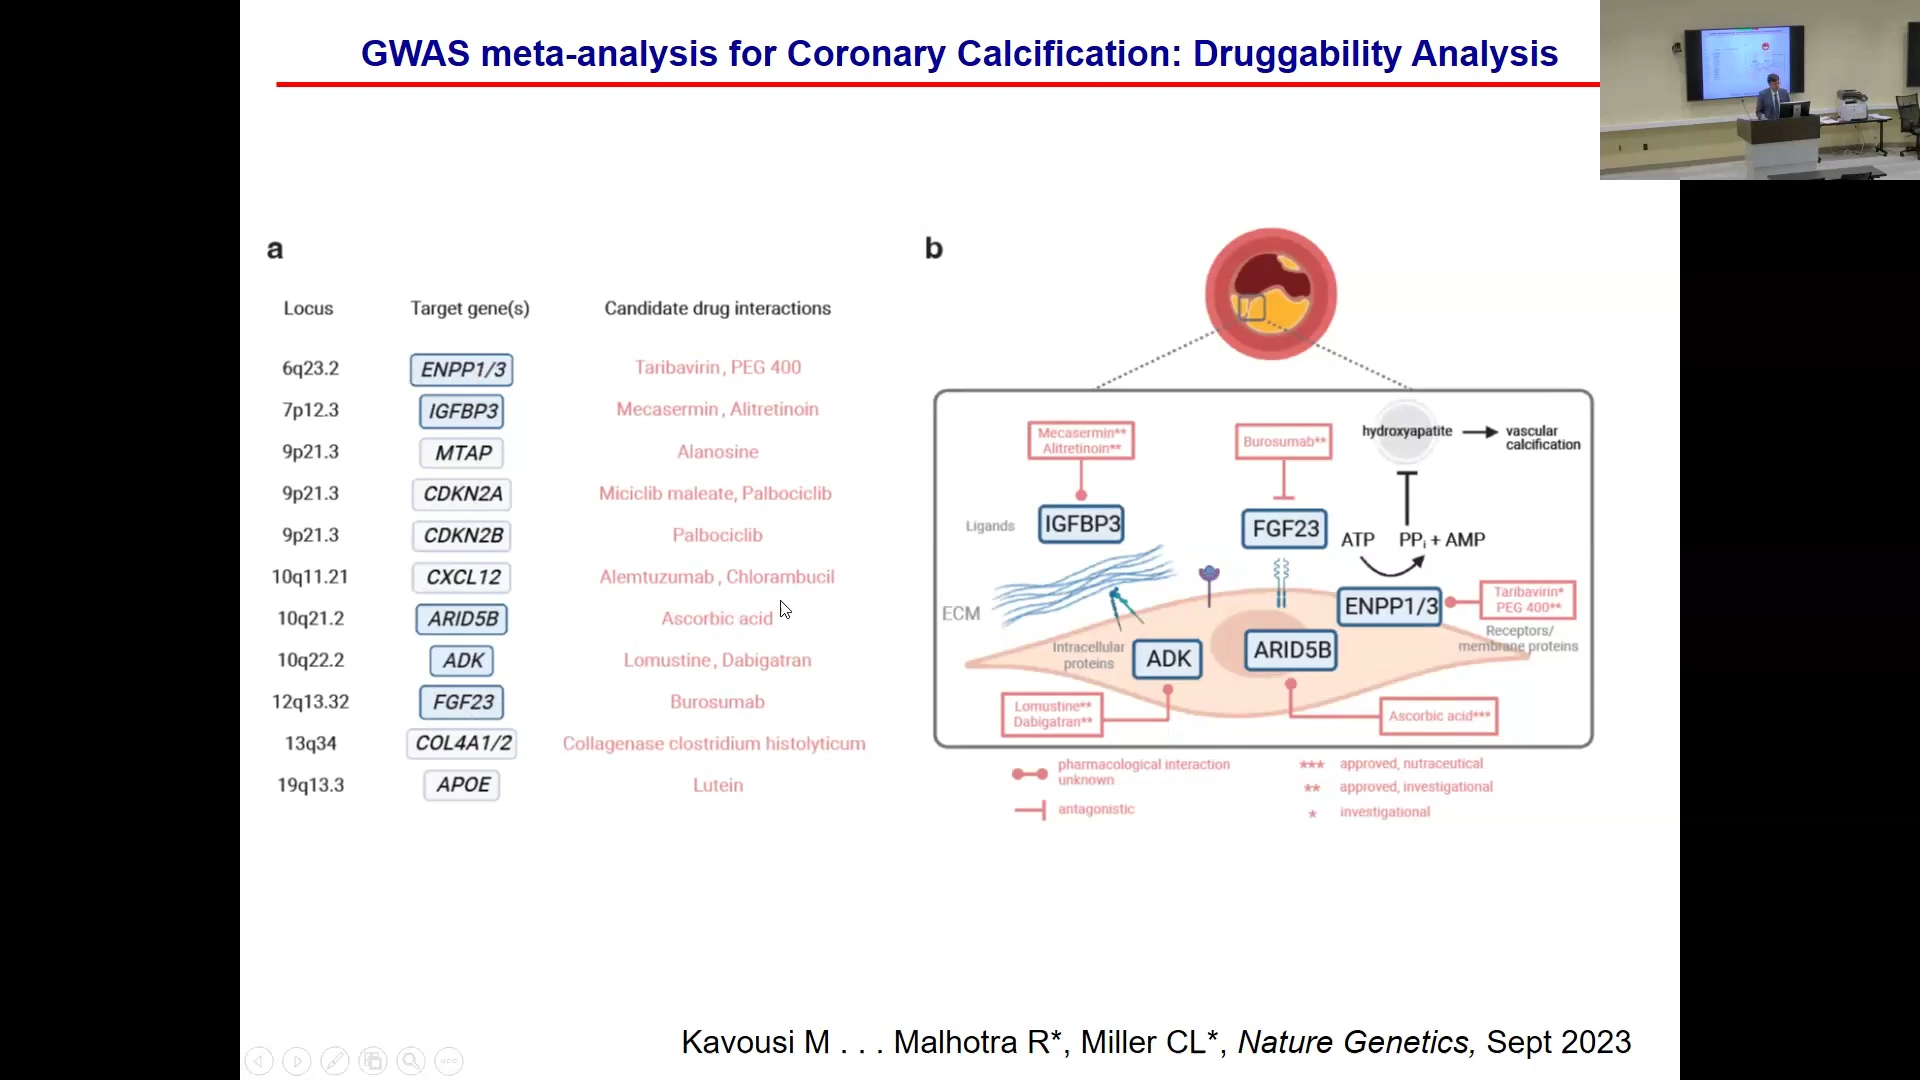 GWAS meta-analysis for Coronary Calcification: Druggability Analysis
a
Locus Target gene(s) Candidate drug interactions
6q23.2 ENPP1/3 Taribavirin, PEG 400
7p12.3 IGFBP3 Mecasermin, Alitretinoin
9p21.3 MTAP Alanosine
9p21.3 CDKN2A Miciclib maleate, Palbociclib
9p21.3 CDKN2B Palbociclib
10q11.21 CXCL12 Alemtuzumab, Chlorambucil
10q21.2 ARID5B Ascorbic acid
10q22.2 ADK Lomustine, Dabigatran
12q13.32 FGF23 Burosumab
13q34 COL4A1/2 Collagenase clostridium histolyticum
19q13.3 APOE Lutein
b
Mecasermin**
Alitretinoin**
Burosumab**
hydroxyapatite
vascular
calcification
Ligands
IGFBP3
FGF23
ATP
PPi + AMP
ECM
ENPP1/3
Taribavirin*
PEG 400**
Receptors/
membrane proteins
Intracellular
proteins
ADK
ARID5B
Lomustine**
Dabigatran**
Ascorbic acid***
pharmacological interaction
unknown
antagonistic
*** approved, nutraceutical
** approved, investigational
* investigational
Kavousi M . . . Malhotra R*, Miller CL*, Nature Genetics, Sept 2023